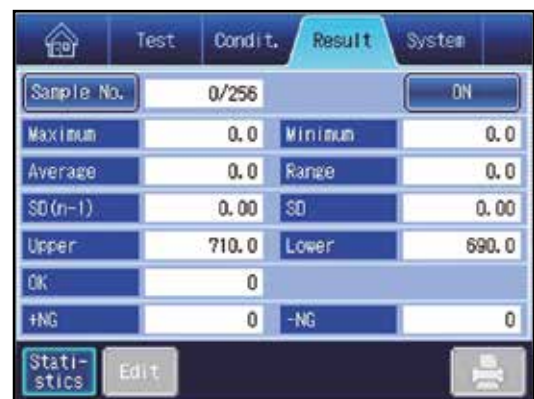 Test Condit. Result System
Sample No. 0/256 ON
Maximum 0.0 Minimum 0.0
Average 0.0 Range 0.0
SD(n-1) 0.00 SD 0.00
Upper 710.0 Lower 690.0
OK 0
+NG 0 -NG 0
Stati-
stics Edit